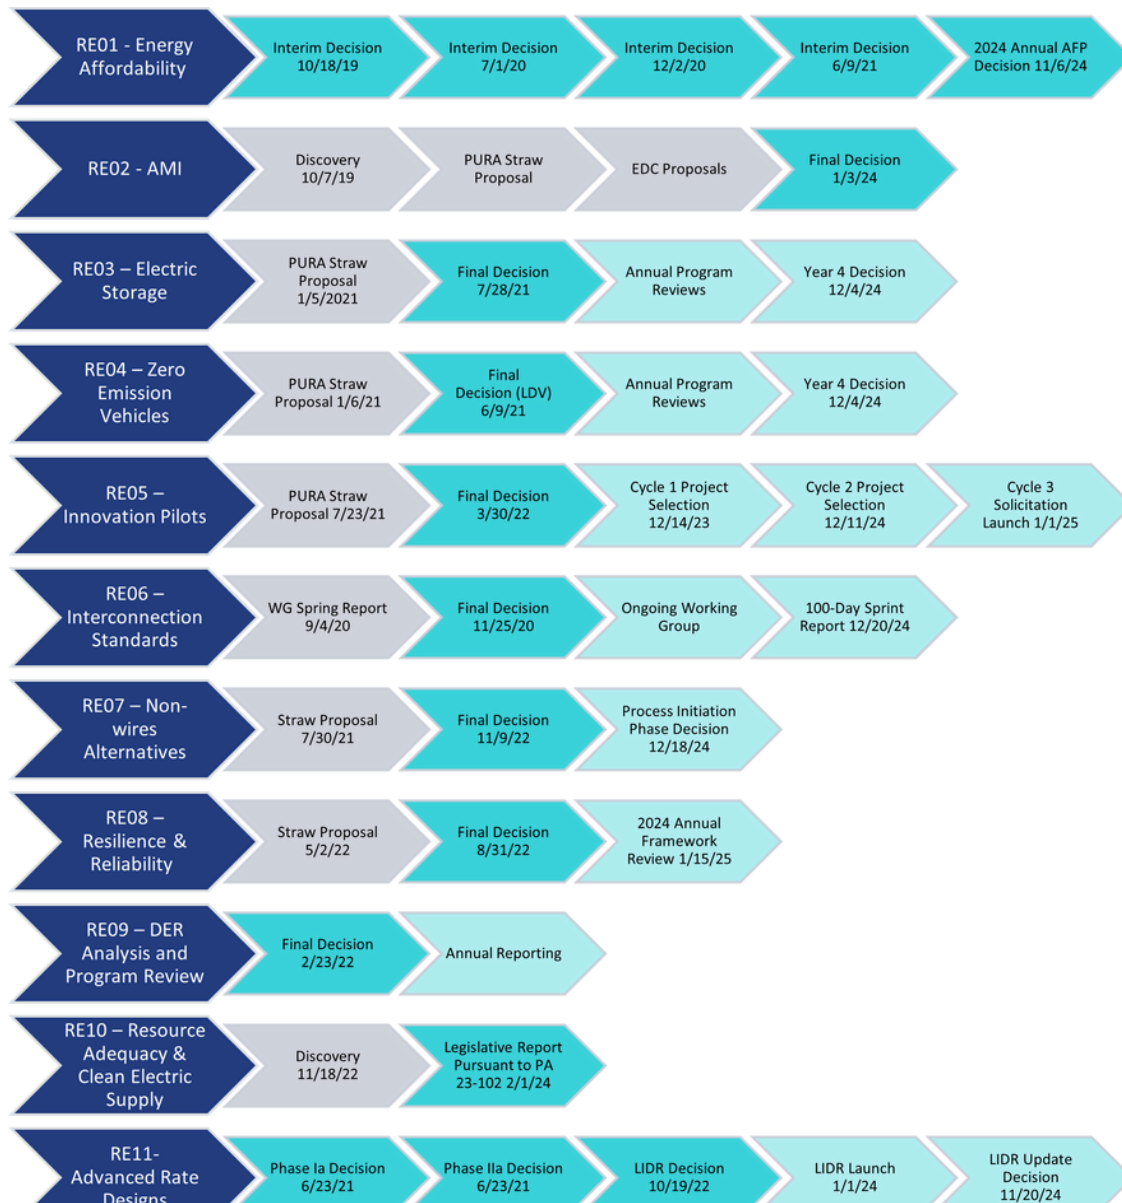 RE01 - Energy
Affordability
Interim Decision
10/18/19
Interim Decision
7/1/20
Interim Decision
12/2/20
Interim Decision
6/9/21
2024 Annual AFP
Decision 11/6/24
RE02 - AMI
Discovery
10/7/19
PURA Straw
Proposal
EDC Proposals
Final Decision
1/3/24
RE03 – Electric
Storage
PURA Straw
Proposal
1/5/2021
Final Decision
7/28/21
Annual Program
Reviews
Year 4 Decision
12/4/24
RE04 – Zero
Emission
Vehicles
PURA Straw
Proposal 1/6/21
Final
Decision (LDV)
6/9/21
Annual Program
Reviews
Year 4 Decision
12/4/24
RE05 –
Innovation Pilots
PURA Straw
Proposal 7/23/21
Final Decision
3/30/22
Cycle 1 Project
Selection
12/14/23
Cycle 2 Project
Selection
12/11/24
Cycle 3
Solicitation
Launch 1/1/25
RE06 –
Interconnection
Standards
WG Spring Report
9/4/20
Final Decision
11/25/20
Ongoing Working
Group
100-Day Sprint
Report 12/20/24
RE07 – Non-
wires
Alternatives
Straw Proposal
7/30/21
Final Decision
11/9/22
Process Initiation
Phase Decision
12/18/24
RE08 –
Resilience &
Reliability
Straw Proposal
5/2/22
Final Decision
8/31/22
2024 Annual
Framework
Review 1/15/25
RE09 – DER
Analysis and
Program Review
Final Decision
2/23/22
Annual Reporting
RE10 – Resource
Adequacy &
Clean Electric
Supply
Discovery
11/18/22
Legislative Report
Pursuant to PA
23-102 2/1/24
RE11-
Advanced Rate
Designs
Phase Ia Decision
6/23/21
Phase IIa Decision
6/23/21
LIDR Decision
10/19/22
LIDR Launch
1/1/24
LIDR Update
Decision
11/20/24